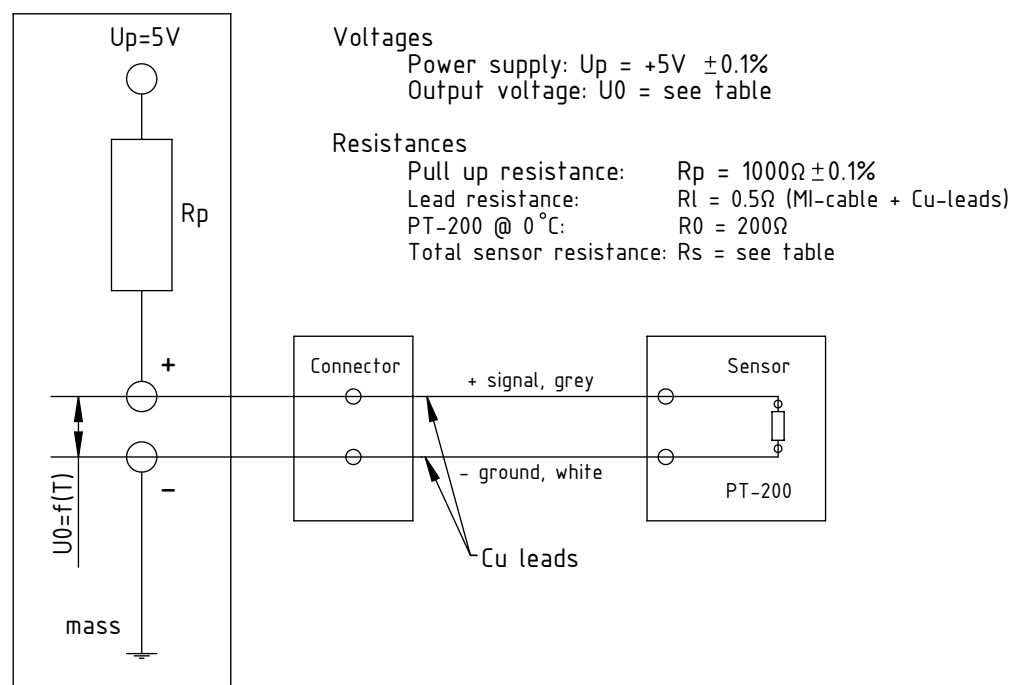 Up=5V
Rp
+
-
U0=f(T)
mass
Voltages
Power supply: Up = +5V ±0.1%
Output voltage: U0 = see table
Resistances
Pull up resistance: Rp = 1000Ω ±0.1%
Lead resistance: Rl = 0.5Ω (MI-cable + Cu-leads)
PT-200 @ 0°C: R0 = 200Ω
Total sensor resistance: Rs = see table
Connector
+ signal, grey
- ground, white
Cu leads
Sensor
PT-200